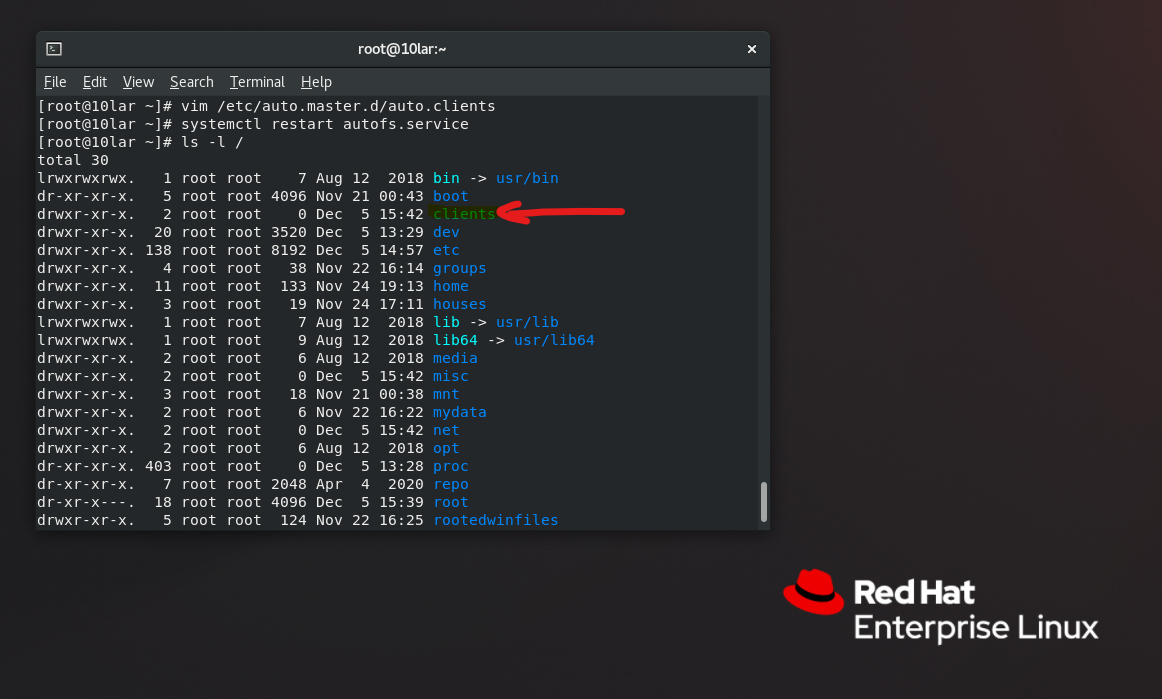 root@10lar:~
File Edit View Search Terminal Help
[root@10lar ~]# vim /etc/auto.master.d/auto.clients
[root@10lar ~]# systemctl restart autofs.service
[root@10lar ~]# ls -l /
total 30
lrwxrwxrwx.   1 root root    7 Aug 12  2018 bin -> usr/bin
dr-xr-xr-x.   5 root root 4096 Nov 21 00:43 boot
drwxr-xr-x.   2 root root    0 Dec  5 15:42 clients
drwxr-xr-x.  20 root root 3520 Dec  5 13:29 dev
drwxr-xr-x. 138 root root 8192 Dec  5 14:57 etc
drwxr-xr-x.   4 root root   38 Nov 22 16:14 groups
drwxr-xr-x.  11 root root  133 Nov 24 19:13 home
drwxr-xr-x.   3 root root   19 Nov 24 17:11 houses
lrwxrwxrwx.   1 root root    7 Aug 12  2018 lib -> usr/lib
lrwxrwxrwx.   1 root root    9 Aug 12  2018 lib64 -> usr/lib64
drwxr-xr-x.   2 root root    6 Aug 12  2018 media
drwxr-xr-x.   2 root root    0 Dec  5 15:42 misc
drwxr-xr-x.   3 root root   18 Nov 21 00:38 mnt
drwxr-xr-x.   2 root root    6 Nov 22 16:22 mydata
drwxr-xr-x.   2 root root    0 Dec  5 15:42 net
drwxr-xr-x.   2 root root    6 Aug 12  2018 opt
dr-xr-xr-x. 403 root root    0 Dec  5 13:28 proc
dr-xr-xr-x.   7 root root 2048 Apr  4  2020 repo
dr-xr-x---.  18 root root 4096 Dec  5 15:39 root
drwxr-xr-x.   5 root root  124 Nov 22 16:25 rootedwinfiles
Red Hat
Enterprise Linux